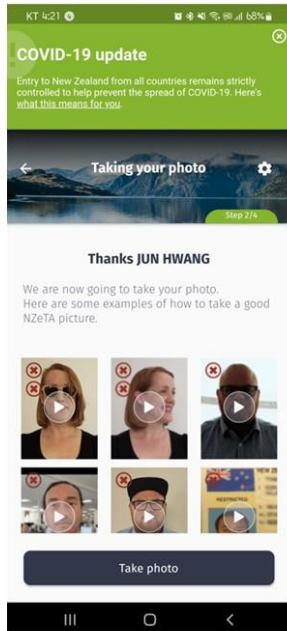 KT 4:21
68%
COVID-19 update
Entry to New Zealand from all countries remains strictly
controlled to help prevent the spread of COVID-19. Here's
what this means for you.
Taking your photo
Step 2/4
Thanks JUN HWANG
We are now going to take your photo.
Here are some examples of how to take a good
NZeTA picture.
RESTRICTED
Take photo